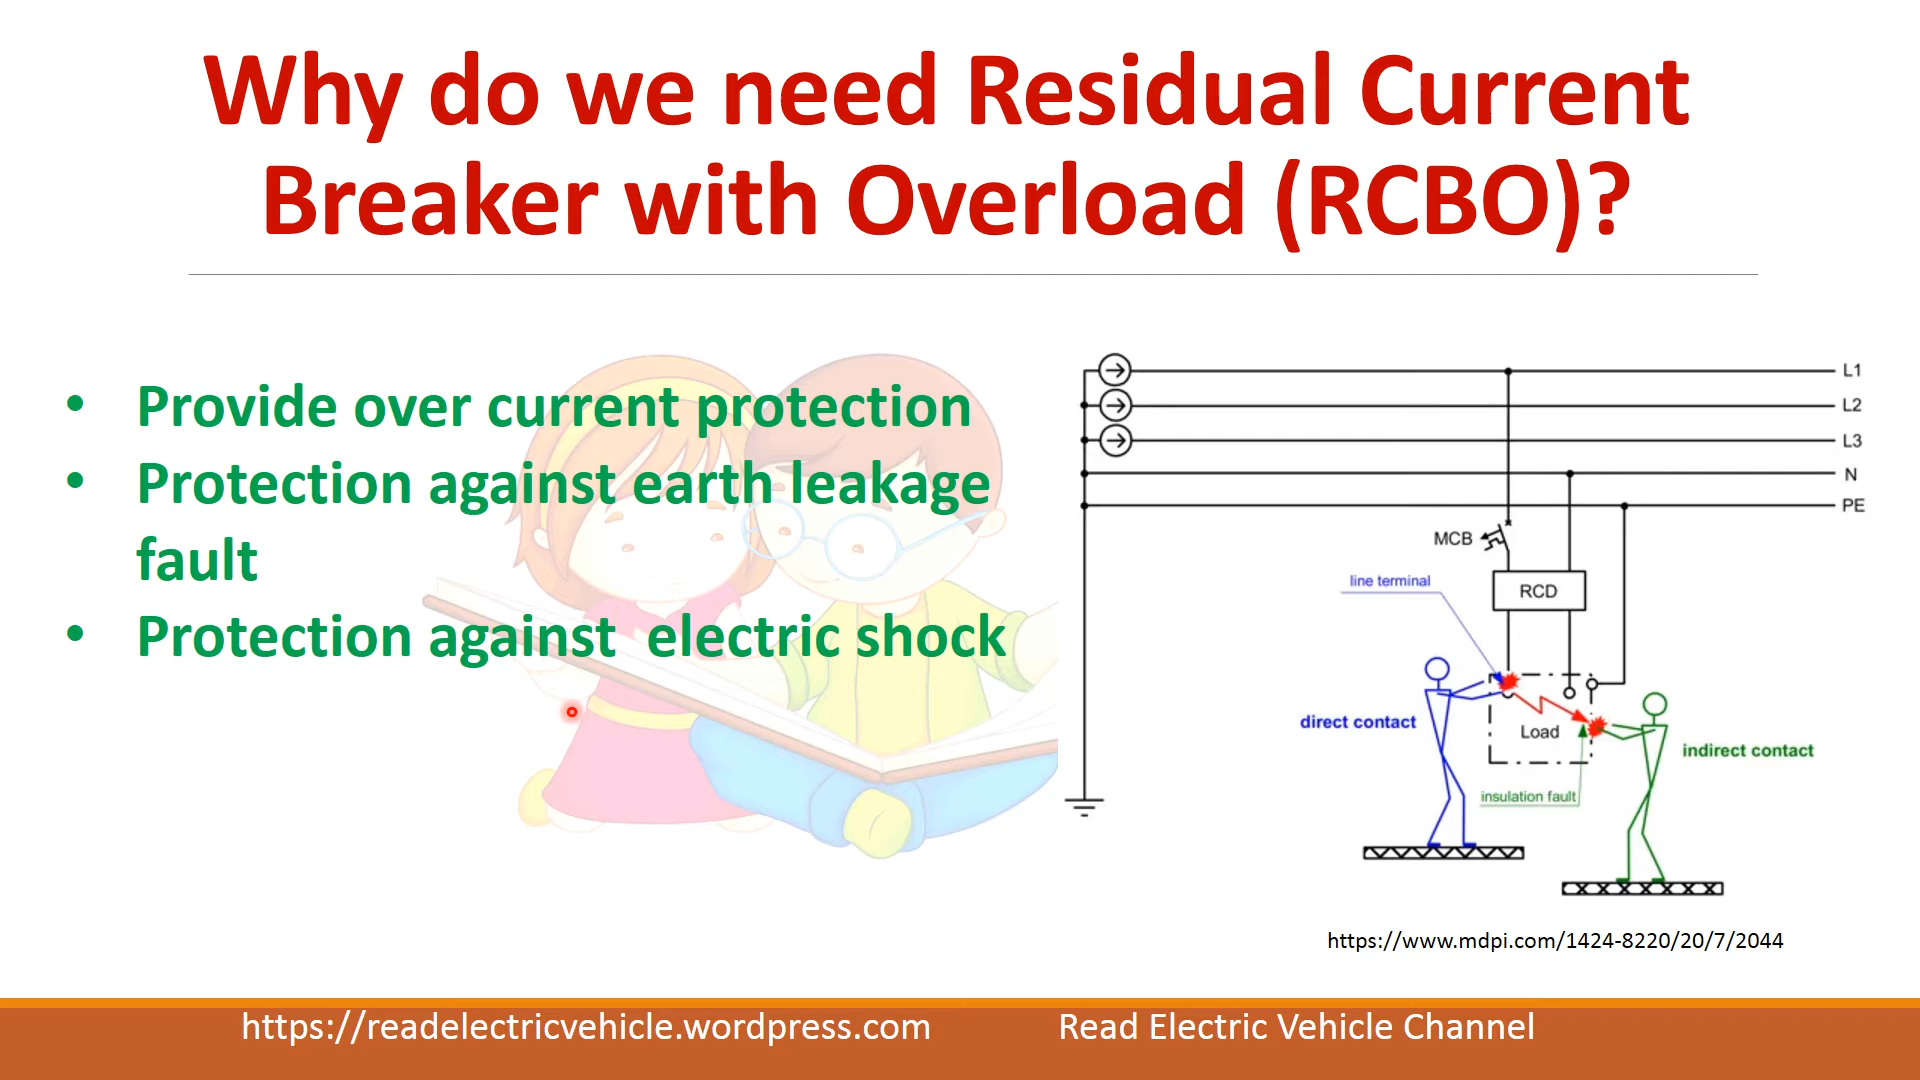 Why do we need Residual Current
Breaker with Overload (RCBO)?
• Provide over current protection
• Protection against earth leakage
fault
• Protection against electric shock
L1
L2
L3
N
PE
MCB
line terminal
RCD
direct contact
Load
indirect contact
insulation fault
https://www.mdpi.com/1424-8220/20/7/2044
https://readelectricvehicle.wordpress.com
Read Electric Vehicle Channel